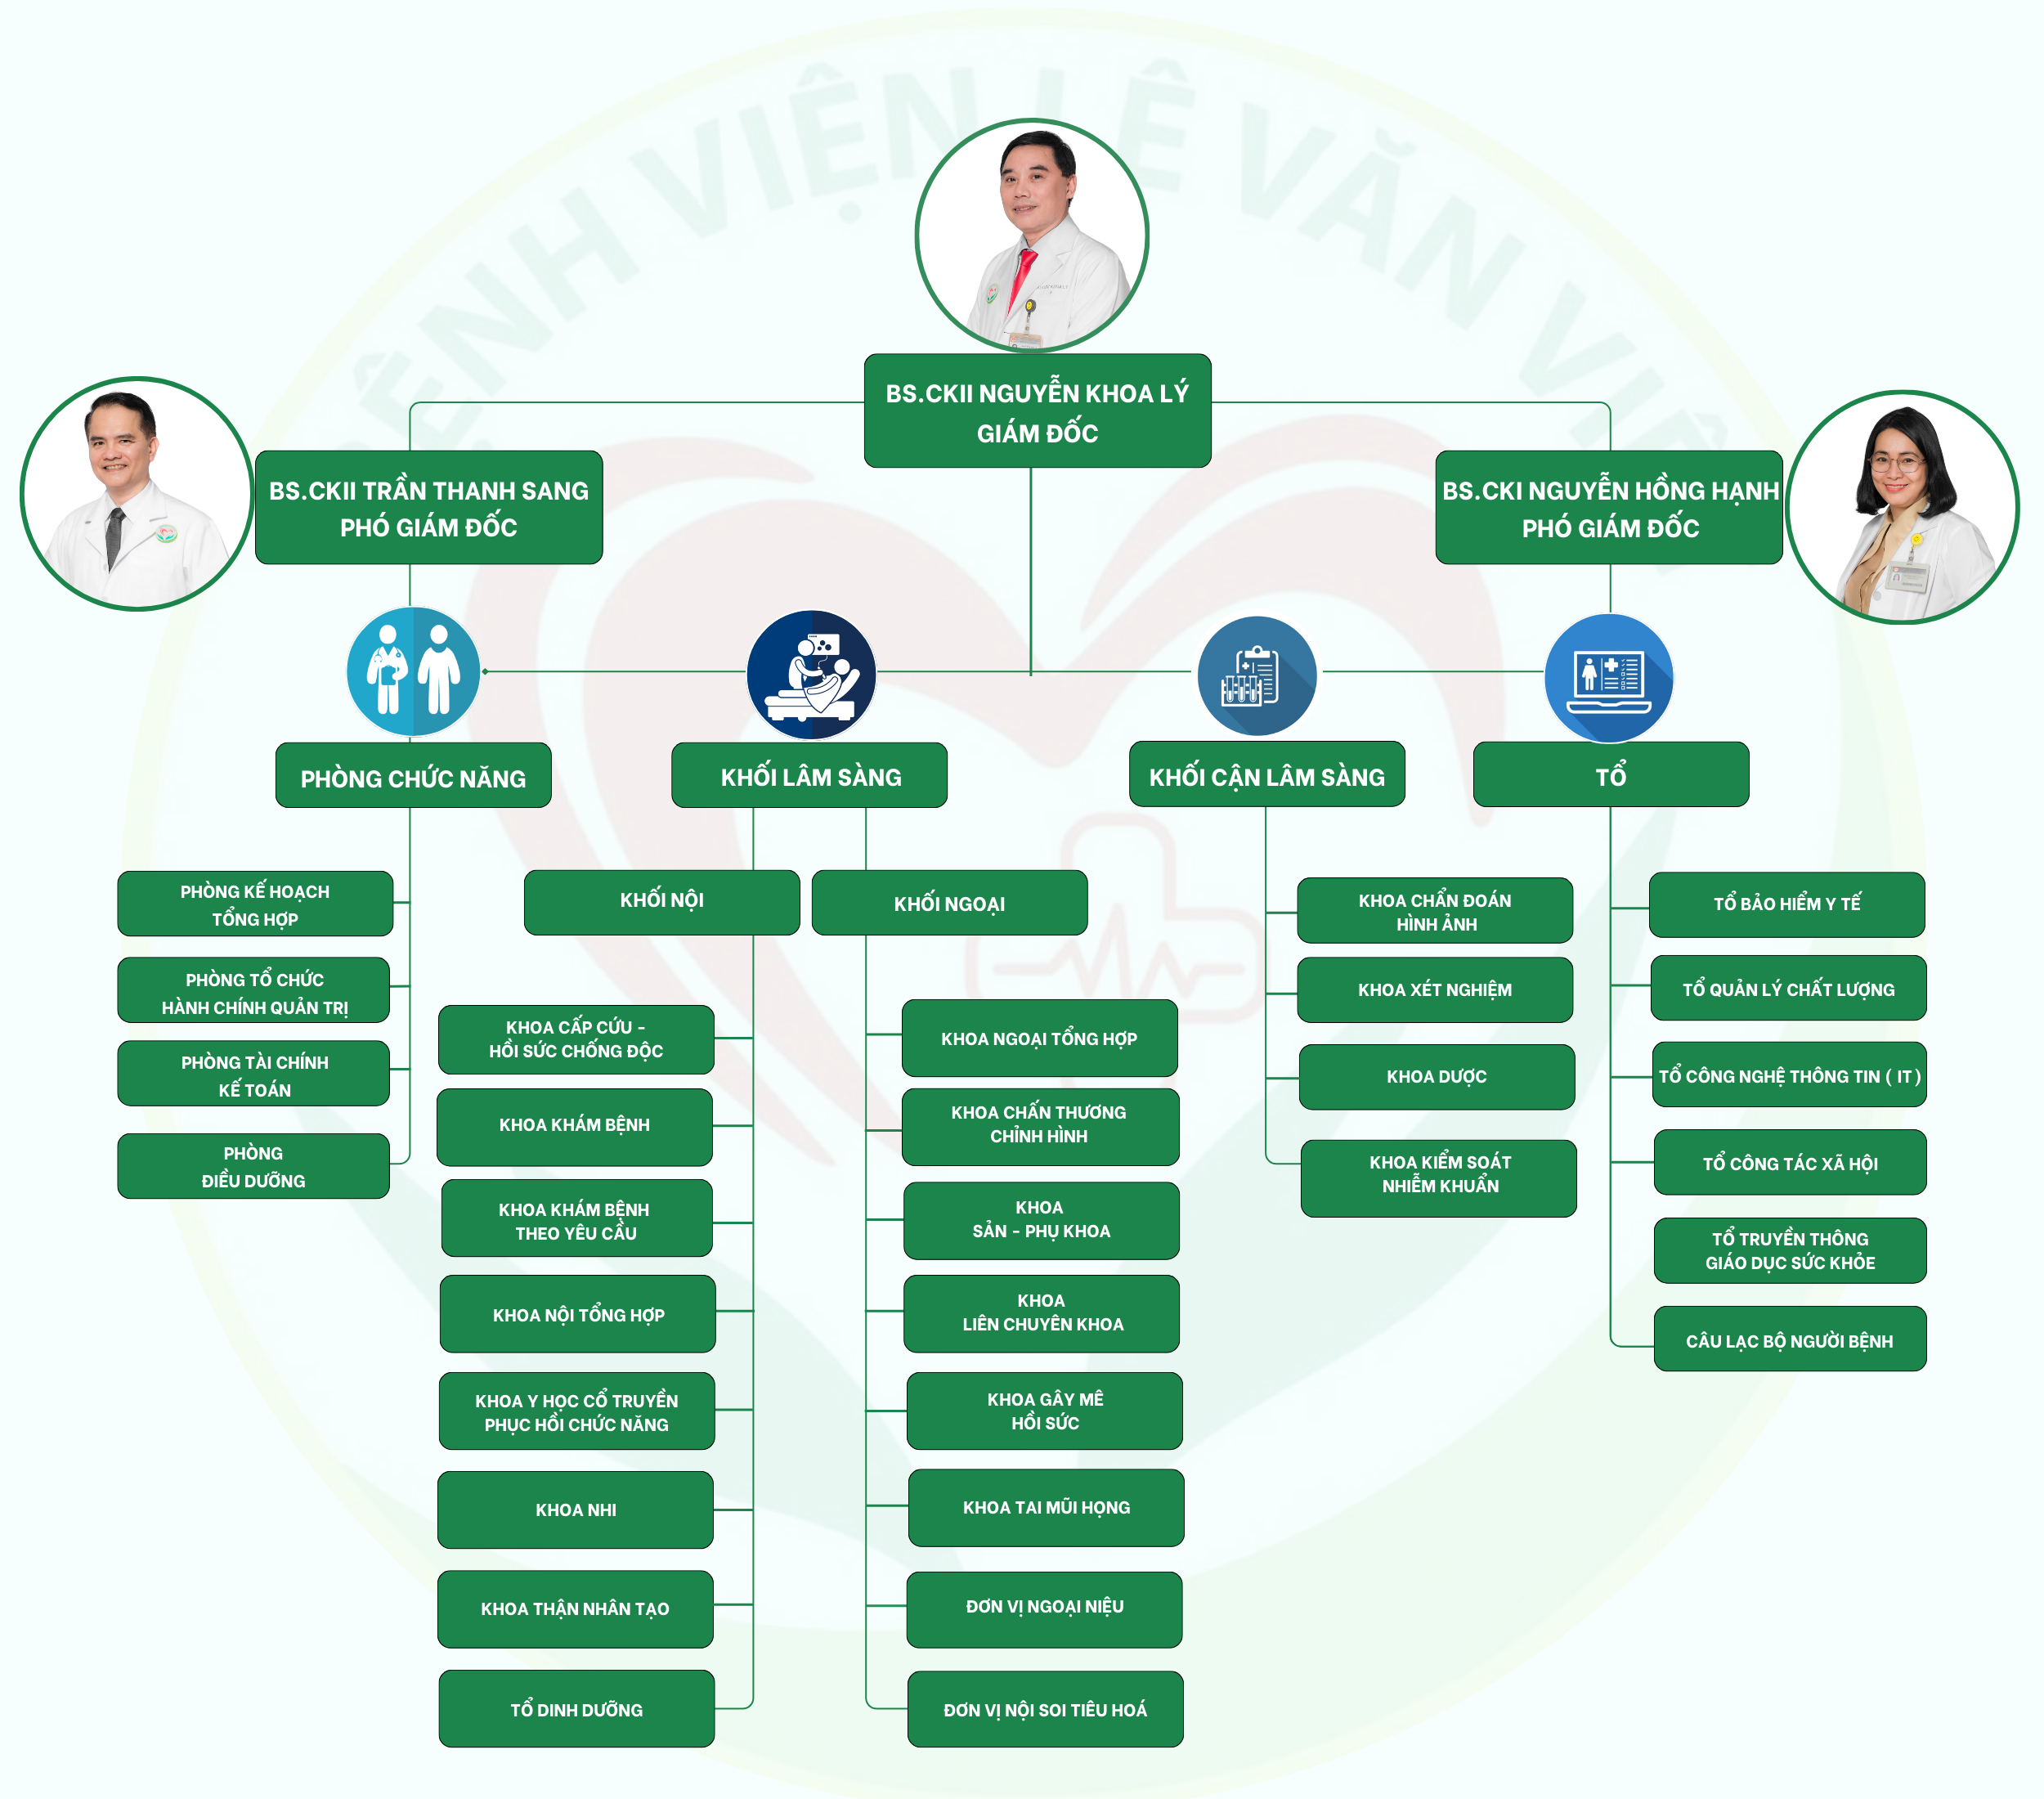 BỆNH VIỆN LÊ VĂN VIỆ
BS.CKII NGUYỄN KHOA LÝ
GIÁM ĐỐC
BS.CKII TRẦN THANH SANG
PHÓ GIÁM ĐỐC
BS.CKI NGUYỄN HỒNG HẠNH
PHÓ GIÁM ĐỐC
PHÒNG CHỨC NĂNG
KHỐI LÂM SÀNG
KHỐI CẬN LÂM SÀNG
TỔ
PHÒNG KẾ HOẠCH
TỔNG HỢP
PHÒNG TỔ CHỨC
HÀNH CHÍNH QUẢN TRỊ
PHÒNG TÀI CHÍNH
KẾ TOÁN
PHÒNG
ĐIỀU DƯỠNG
KHỐI NỘI
KHOA CẤP CỨU -
HỒI SỨC CHỐNG ĐỘC
KHOA KHÁM BỆNH
KHOA KHÁM BỆNH
THEO YÊU CẦU
KHOA NỘI TỔNG HỢP
KHOA Y HỌC CỔ TRUYỀN
PHỤC HỒI CHỨC NĂNG
KHOA NHI
KHOA THẬN NHÂN TẠO
TỔ DINH DƯỠNG
KHỐI NGOẠI
KHOA NGOẠI TỔNG HỢP
KHOA CHẤN THƯƠNG
CHỈNH HÌNH
KHOA
SẢN - PHỤ KHOA
KHOA
LIÊN CHUYÊN KHOA
KHOA GÂY MÊ
HỒI SỨC
KHOA TAI MŨI HỌNG
ĐƠN VỊ NGOẠI NIỆU
ĐƠN VỊ NỘI SOI TIÊU HOÁ
KHOA CHẨN ĐOÁN
HÌNH ẢNH
KHOA XÉT NGHIỆM
KHOA DƯỢC
KHOA KIỂM SOÁT
NHIỄM KHUẨN
TỔ BẢO HIỂM Y TẾ
TỔ QUẢN LÝ CHẤT LƯỢNG
TỔ CÔNG NGHỆ THÔNG TIN ( IT )
TỔ CÔNG TÁC XÃ HỘI
TỔ TRUYỀN THÔNG
GIÁO DỤC SỨC KHỎE
CÂU LẠC BỘ NGƯỜI BỆNH